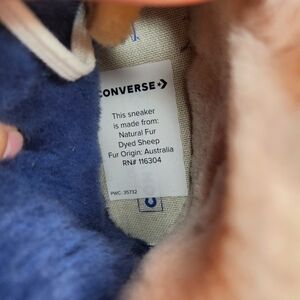 CONVERSE
This sneaker
is made from:
Natural Fur
Dyed Sheep
Fur Origin: Australia
RN# 116304
PWC-35732